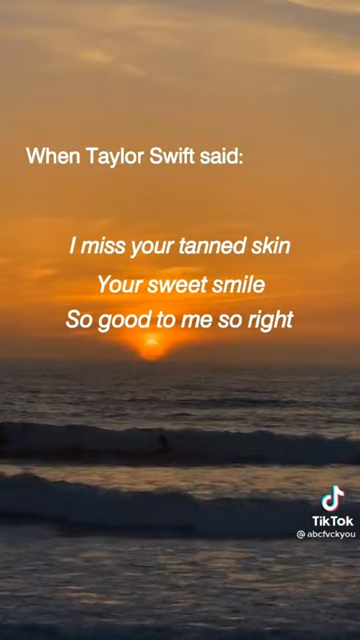 When Taylor Swift said:
I miss your tanned skin
Your sweet smile
So good to me so right
TikTok
@abcfvckyou